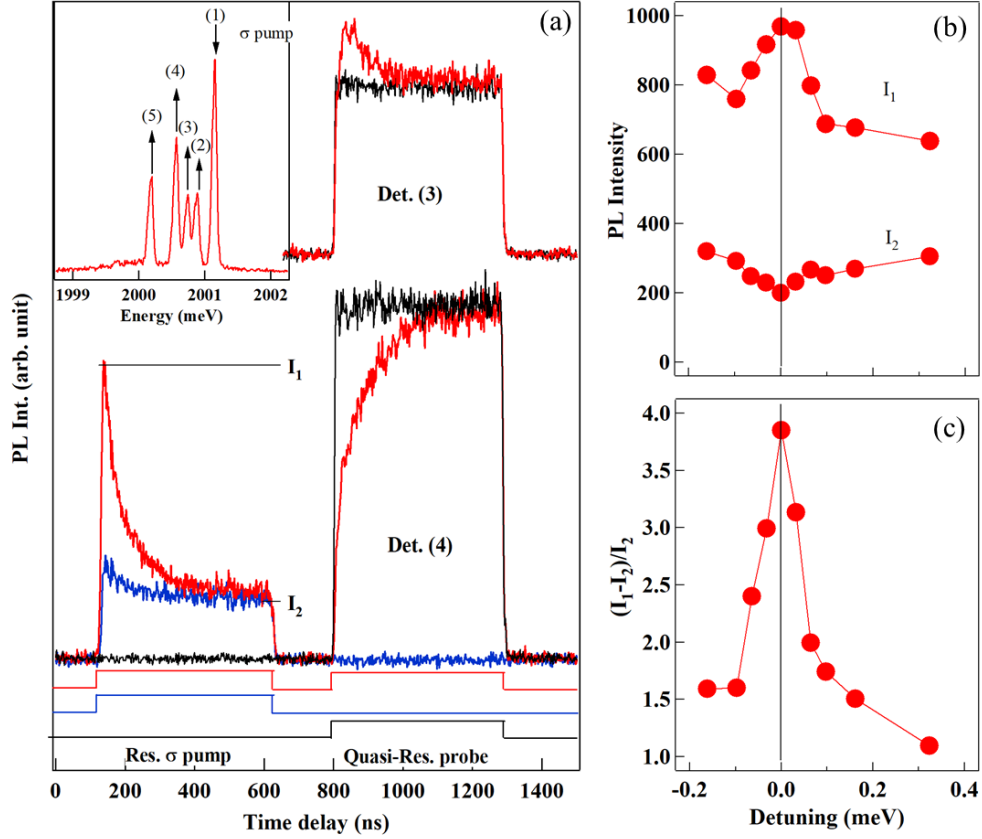 (a)
σ pump
(1)
(4)
(5)
(3)
(2)
1999 2000 2001 2002
Energy (meV)
Det. (3)
I1
I2
Det. (4)
Res. σ pump
Quasi-Res. probe
0 200 400 600 800 1000 1200 1400
Time delay (ns)
PL Int. (arb. unit)
(b)
1000
800
600
400
200
0
PL Intensity
I1
I2
(c)
4.0
3.5
3.0
2.5
2.0
1.5
1.0
(I1-I2)/I2
-0.2 0.0 0.2 0.4
Detuning (meV)